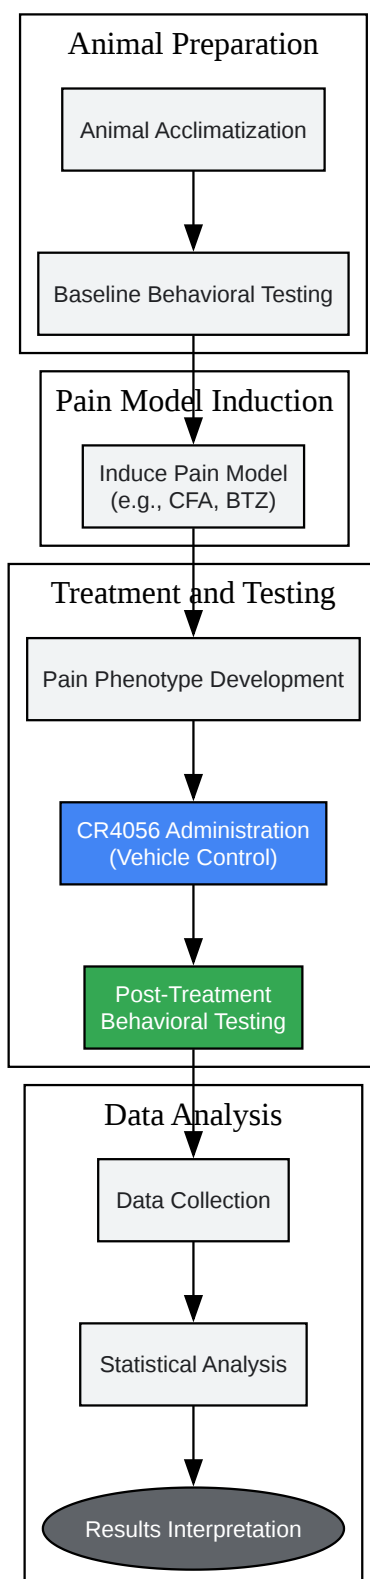 Animal Preparation
Animal Acclimatization
Baseline Behavioral Testing
Pain Model Induction
Induce Pain Model
(e.g., CFA, BTZ)
Treatment and Testing
Pain Phenotype Development
CR4056 Administration
(Vehicle Control)
Post-Treatment
Behavioral Testing
Data Analysis
Data Collection
Statistical Analysis
Results Interpretation